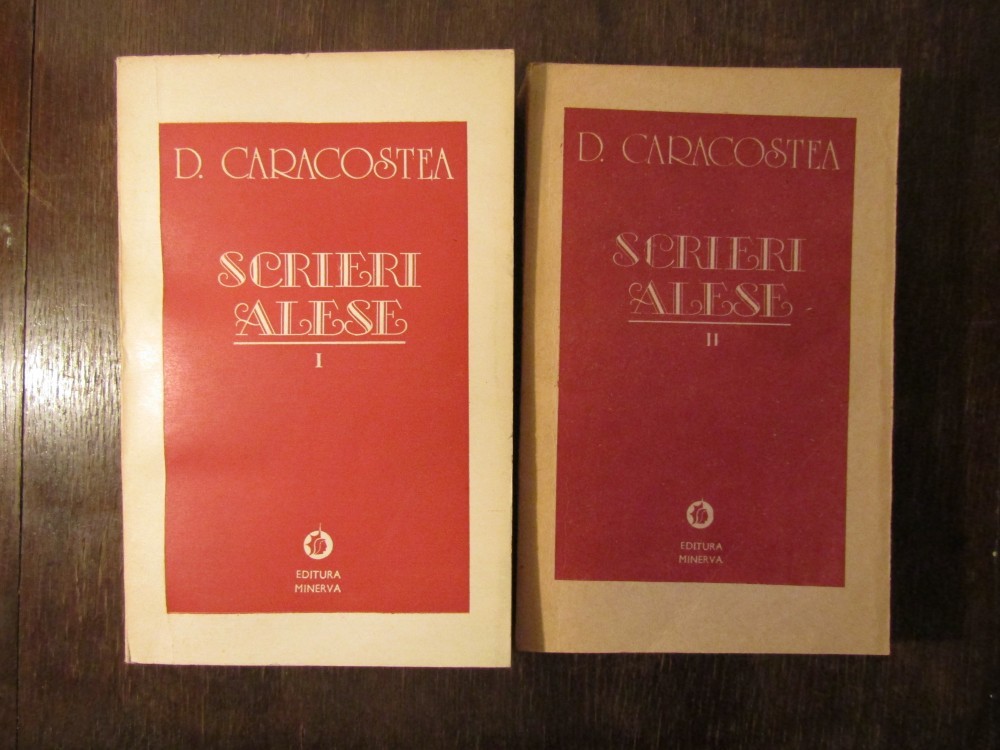 D. CARACOSTEA
SCRIERI
ALESE
I
EDITURA
MINERVA
D. CARACOSTEA
SCRIERI
ALESE
II
EDITURA
MINERVA